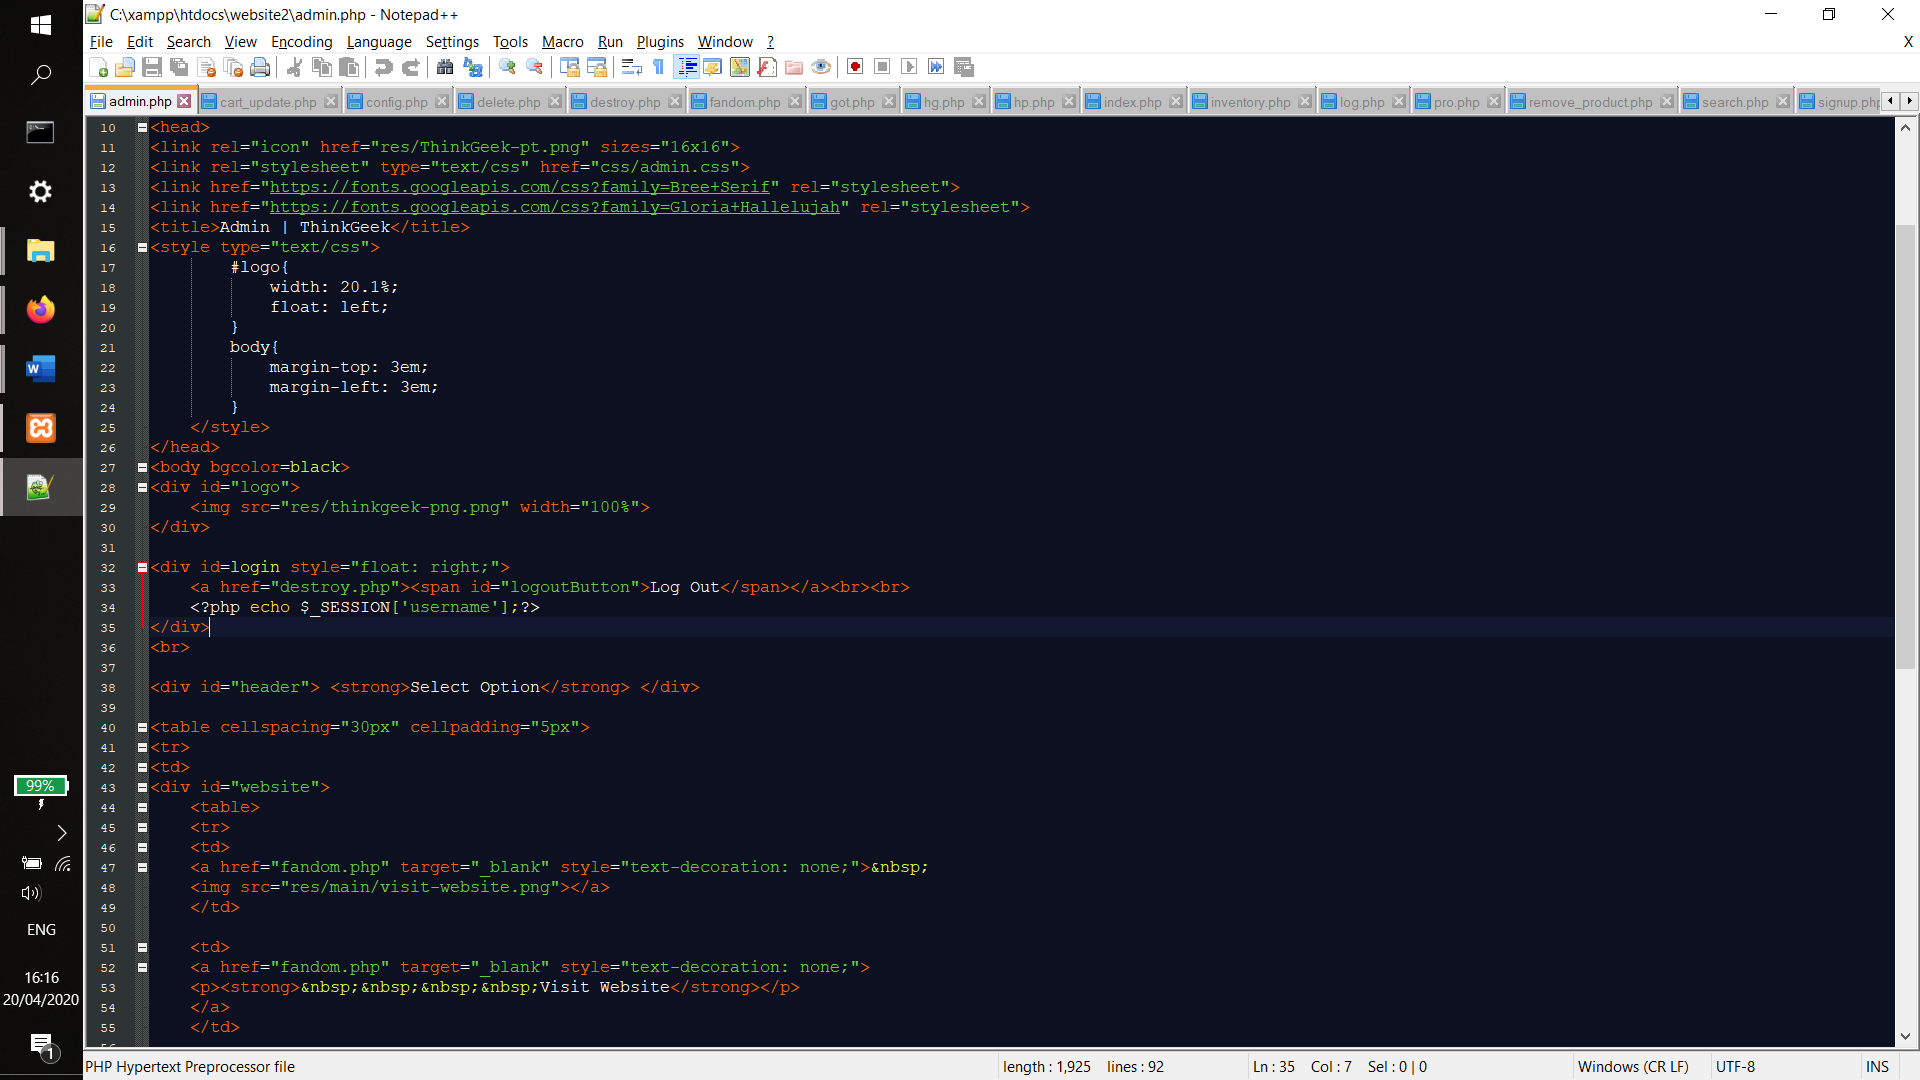 C:\xampp\htdocs\website2\admin.php - Notepad++
File Edit Search View Encoding Language Settings Tools Macro Run Plugins Window ? X
admin.php cart_update.php config.php delete.php destroy.php fandom.php got.php hg.php hp.php index.php inventory.php log.php pro.php remove_product.php search.php signup.php
10 <head>
11 <link rel="icon" href="res/ThinkGeek-pt.png" sizes="16x16">
12 <link rel="stylesheet" type="text/css" href="css/admin.css">
13 <link href="https://fonts.googleapis.com/css?family=Bree+Serif" rel="stylesheet">
14 <link href="https://fonts.googleapis.com/css?family=Gloria+Hallelujah" rel="stylesheet">
15 <title>Admin | ThinkGeek</title>
16 <style type="text/css">
17 #logo{
18 width: 20.1%;
19 float: left;
20 }
21 body{
22 margin-top: 3em;
23 margin-left: 3em;
24 }
25 </style>
26 </head>
27 <body bgcolor=black>
28 <div id="logo">
29 <img src="res/thinkgeek-png.png" width="100%">
30 </div>
31
32 <div id=login style="float: right;">
33 <a href="destroy.php"><span id="logoutButton">Log Out</span></a><br><br>
34 <?php echo $_SESSION['username'];?>
35 </div>
36 <br>
37
38 <div id="header"> <strong>Select Option</strong> </div>
39
40 <table cellspacing="30px" cellpadding="5px">
41 <tr>
42 <td>
43 <div id="website">
44 <table>
45 <tr>
46 <td>
47 <a href="fandom.php" target="_blank" style="text-decoration: none;">&nbsp;
48 <img src="res/main/visit-website.png"></a>
49 </td>
50
51 <td>
52 <a href="fandom.php" target="_blank" style="text-decoration: none;">
53 <p><strong>&nbsp;&nbsp;&nbsp;&nbsp;Visit Website</strong></p>
54 </a>
55 </td>
99%
ENG
16:16
20/04/2020
1
PHP Hypertext Preprocessor file length : 1,925 lines : 92 Ln : 35 Col : 7 Sel : 0 | 0 Windows (CR LF) UTF-8 INS